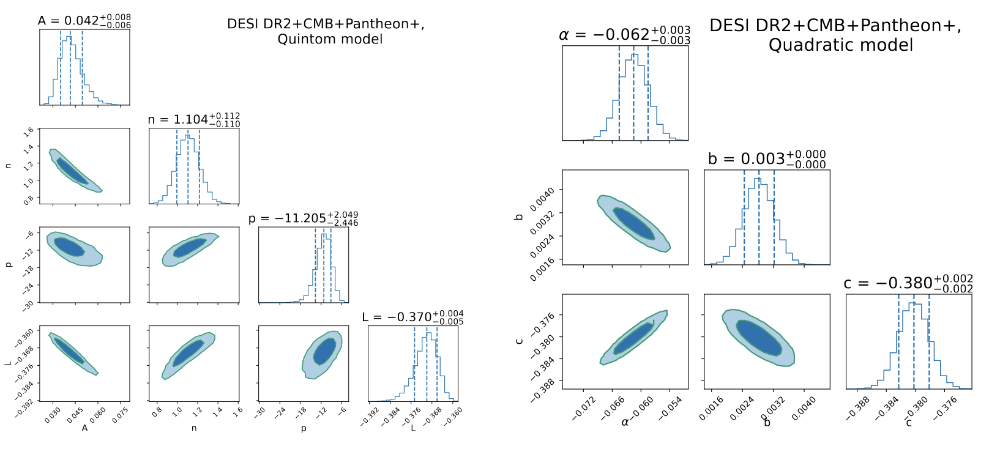 DESI DR2+CMB+Pantheon+,
Quintom model
A = 0.042+0.008 −0.006
n = 1.104+0.112 −0.110
p = −11.205+2.049 −2.446
L = −0.370+0.004 −0.005
n
1.6
1.4
1.2
1.0
0.8
p
−6
−12
−18
−24
−30
L
−0.360
−0.368
−0.376
−0.384
−0.392
0.030 0.045 0.060 0.075
A
0.8 1.0 1.2 1.4 1.6
n
−30 −24 −18 −12 −6
p
−0.392 −0.384 −0.376 −0.368 −0.360
L
DESI DR2+CMB+Pantheon+,
Quadratic model
α = −0.062+0.003 −0.003
b = 0.003+0.000 −0.000
c = −0.380+0.002 −0.002
b
0.0040
0.0032
0.0024
0.0016
c
−0.376
−0.380
−0.384
−0.388
−0.072 −0.066 −0.060 −0.054
α
0.0016 0.0024 0.0032 0.0040
b
−0.388 −0.384 −0.380 −0.376
c